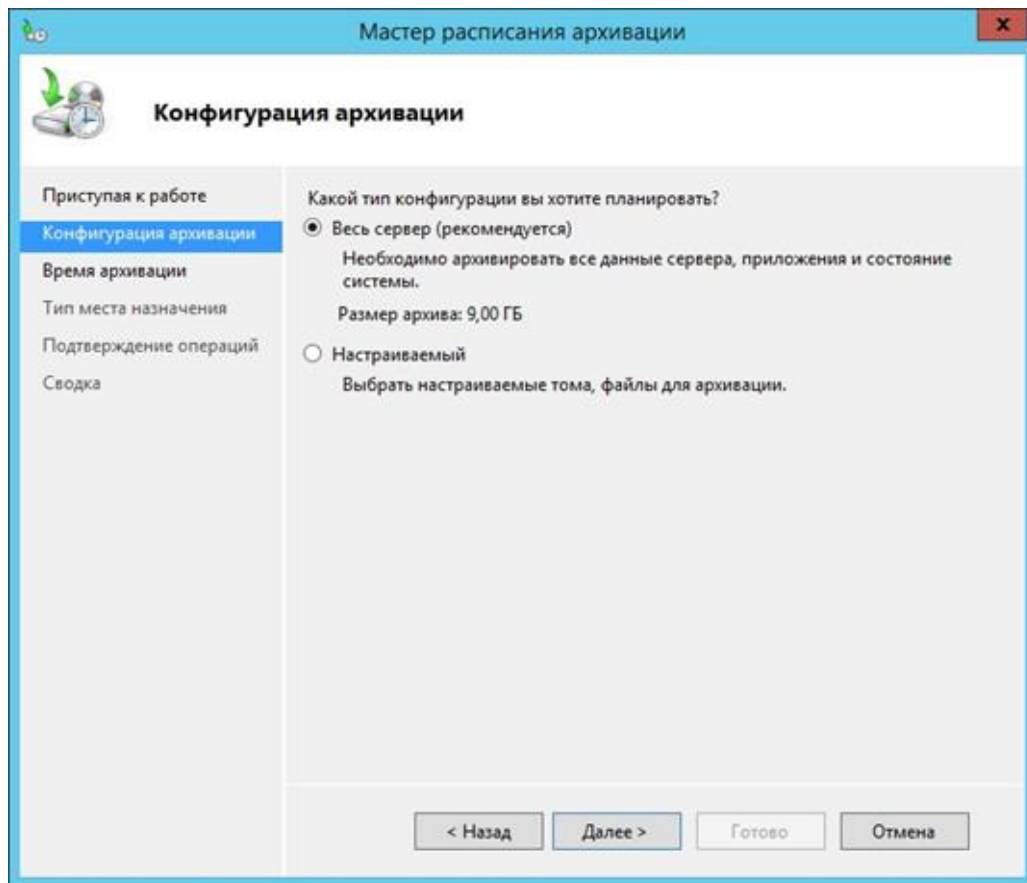 Мастер расписания архивации
x
Конфигурация архивации
Приступая к работе
Конфигурация архивации
Время архивации
Тип места назначения
Подтверждение операций
Сводка
Какой тип конфигурации вы хотите планировать?
Весь сервер (рекомендуется)
Необходимо архивировать все данные сервера, приложения и состояние
системы.
Размер архива: 9,00 ГБ
Настраиваемый
Выбрать настраиваемые тома, файлы для архивации.
< Назад
Далее >
Готово
Отмена